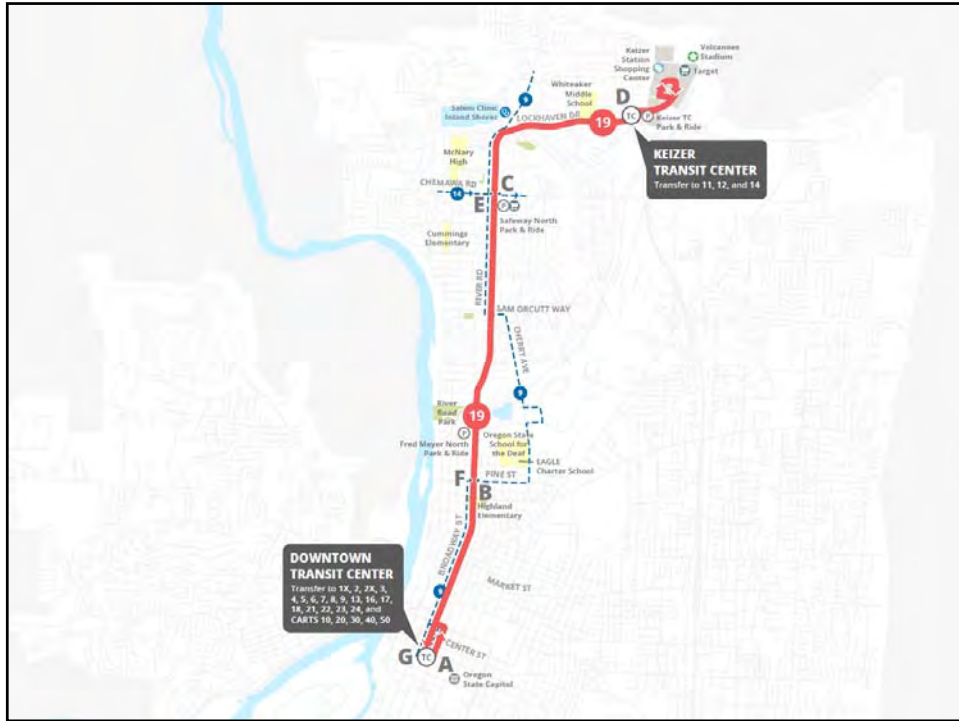 Keizer
Station
Shopping
Center
Volcanoes
Stadium
Target
Whiteaker
Middle
School
D
TC
P
Keizer TC
Park & Ride
9
Salem Clinic
Inland Shores
LOCKHAVEN DR
19
KEIZER
TRANSIT CENTER
Transfer to 11, 12, and 14
McNary
High
CHEMAWA RD
14
C
E
P
Safeway North
Park & Ride
Cummings
Elementary
RIVER RD
SAM ORCUTT WAY
CHERRY AVE
9
River
Road
Park
19
P
Fred Meyer North
Park & Ride
Oregon State
School for
the Deaf
EAGLE
Charter School
PINE ST
F
B
Highland
Elementary
BROADWAY ST
DOWNTOWN
TRANSIT CENTER
Transfer to 1X, 2, 2X, 3,
4, 5, 6, 7, 8, 9, 13, 16, 17,
18, 21, 22, 23, 24, and
CARTS 10, 20, 30, 40, 50
9
MARKET ST
CENTER ST
G
TC
A
Oregon
State Capitol